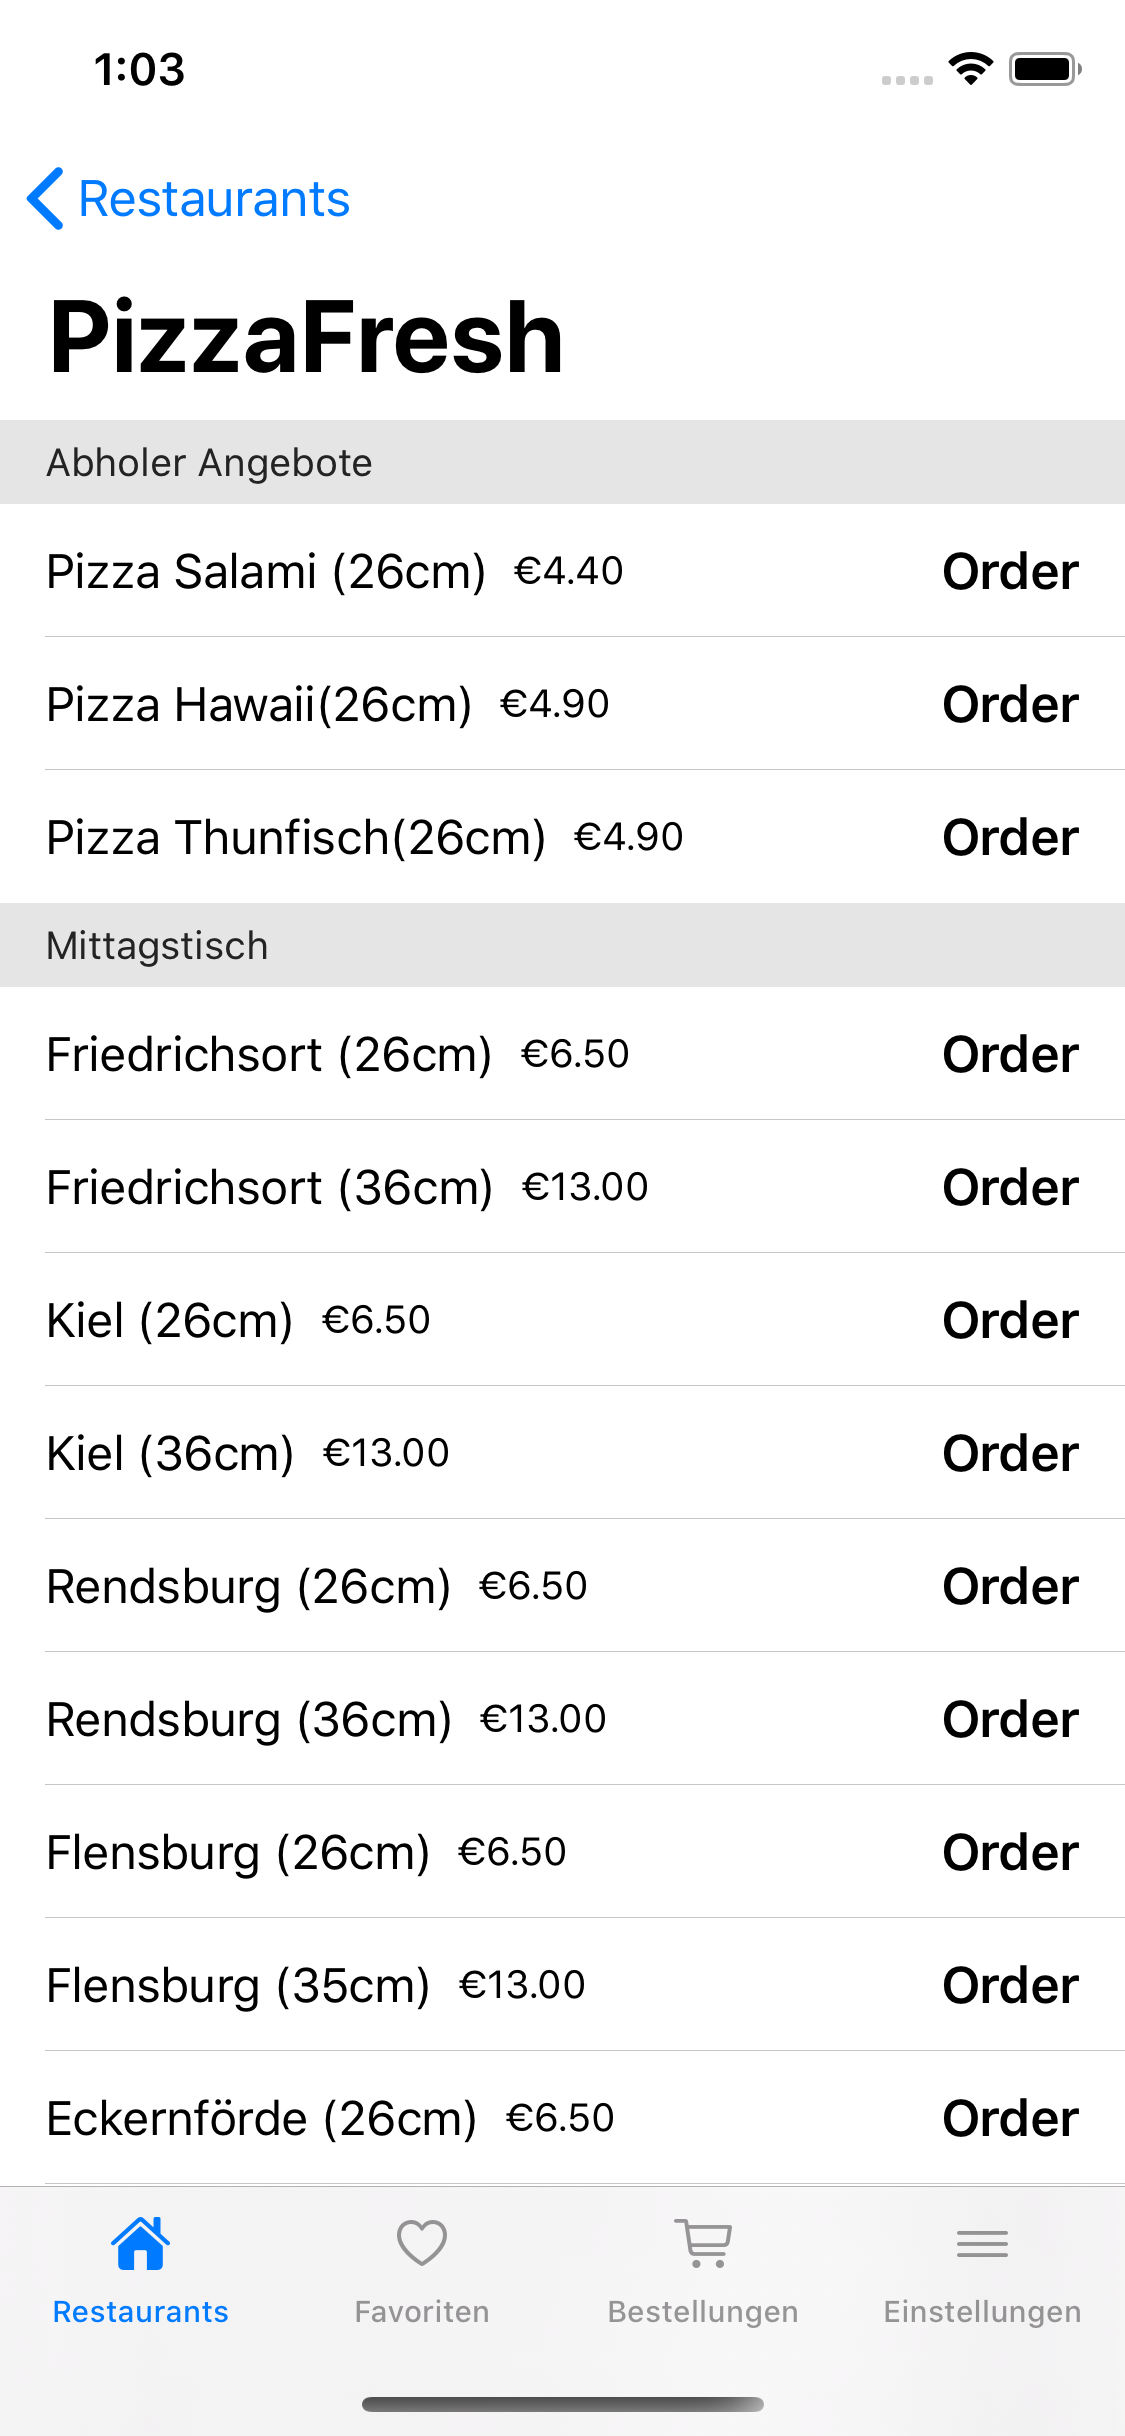 1:03
Restaurants
PizzaFresh
Abholer Angebote
Pizza Salami (26cm) €4.40 Order
Pizza Hawaii(26cm) €4.90 Order
Pizza Thunfisch(26cm) €4.90 Order
Mittagstisch
Friedrichsort (26cm) €6.50 Order
Friedrichsort (36cm) €13.00 Order
Kiel (26cm) €6.50 Order
Kiel (36cm) €13.00 Order
Rendsburg (26cm) €6.50 Order
Rendsburg (36cm) €13.00 Order
Flensburg (26cm) €6.50 Order
Flensburg (35cm) €13.00 Order
Eckernförde (26cm) €6.50 Order
Restaurants Favoriten Bestellungen Einstellungen